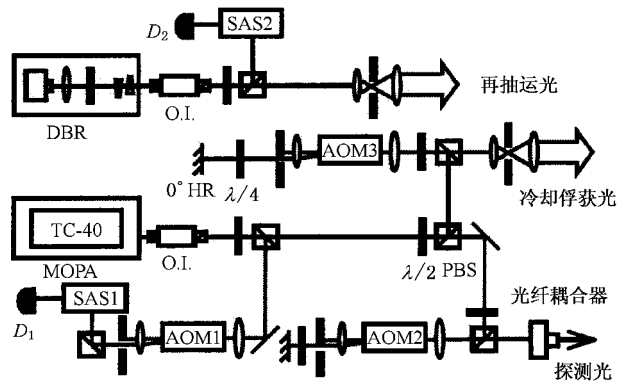 D₂
SAS2
再抽运光
DBR
O.I.
AOM3
0° HR
λ/4
冷却俘获光
TC-40
MOPA
O.I.
λ/2 PBS
光纤耦合器
SAS1
D₁
AOM1
AOM2
探测光